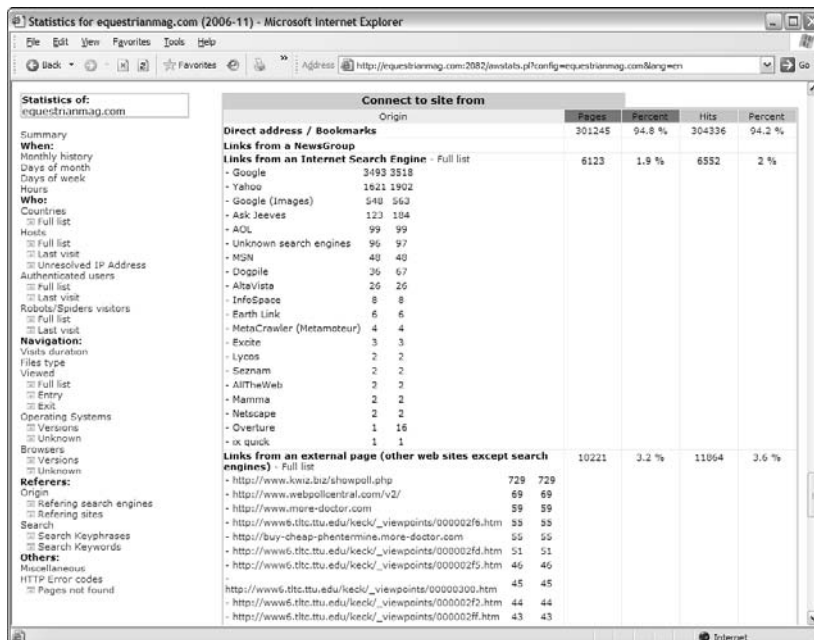 Statistics for equestrianmag.com (2006-11) - Microsoft Internet Explorer
File Edit View Favorites Tools Help
Back Favorites » Address http://equestrianmag.com:2082/awstats.pl?config=equestrianmag.com&lang=en Go
Statistics of:
equestrianmag.com
Summary
When:
Monthly history
Days of month
Days of week
Hours
Who:
Countries
Full list
Hosts
Full list
Last visit
Unresolved IP Address
Authenticated users
Full list
Last visit
Robots/Spiders visitors
Full list
Last visit
Navigation:
Visits duration
Files type
Viewed
Full list
Entry
Exit
Operating Systems
Versions
Unknown
Browsers
Versions
Unknown
Referers:
Origin
Refering search engines
Refering sites
Search
Search Keyphrases
Search Keywords
Others:
Miscellaneous
HTTP Error codes
Pages not found
Connect to site from
Origin Pages Percent Hits Percent
Direct address / Bookmarks 301245 94.8 % 304336 94.2 %
Links from a NewsGroup
Links from an Internet Search Engine - Full list 6123 1.9 % 6552 2 %
- Google 3493 3518
- Yahoo 1621 1902
- Google (Images) 548 563
- Ask Jeeves 123 184
- AOL 99 99
- Unknown search engines 96 97
- MSN 48 48
- Dogpile 36 67
- AltaVista 26 26
- InfoSpace 8 8
- Earth Link 6 6
- MetaCrawler (Metamoteur) 4 4
- Excite 3 3
- Lycos 2 2
- Seznam 2 2
- AllTheWeb 2 2
- Mamma 2 2
- Netscape 2 2
- Overture 1 16
- ix quick 1 1
Links from an external page (other web sites except search engines) - Full list 10221 3.2 % 11864 3.6 %
- http://www.kwiz.biz/showpoll.php 729 729
- http://www.webpollcentral.com/v2/ 69 69
- http://www.more-doctor.com 59 59
- http://www6.tltc.ttu.edu/keck/_viewpoints/000002f6.htm 55 55
- http://buy-cheap-phentermine.more-doctor.com 55 55
- http://www6.tltc.ttu.edu/keck/_viewpoints/000002fd.htm 51 51
- http://www6.tltc.ttu.edu/keck/_viewpoints/000002f5.htm 46 46
-
http://www6.tltc.ttu.edu/keck/_viewpoints/00000300.htm 45 45
- http://www6.tltc.ttu.edu/keck/_viewpoints/000002f2.htm 44 44
- http://www6.tltc.ttu.edu/keck/_viewpoints/000002ff.htm 43 43
Internet